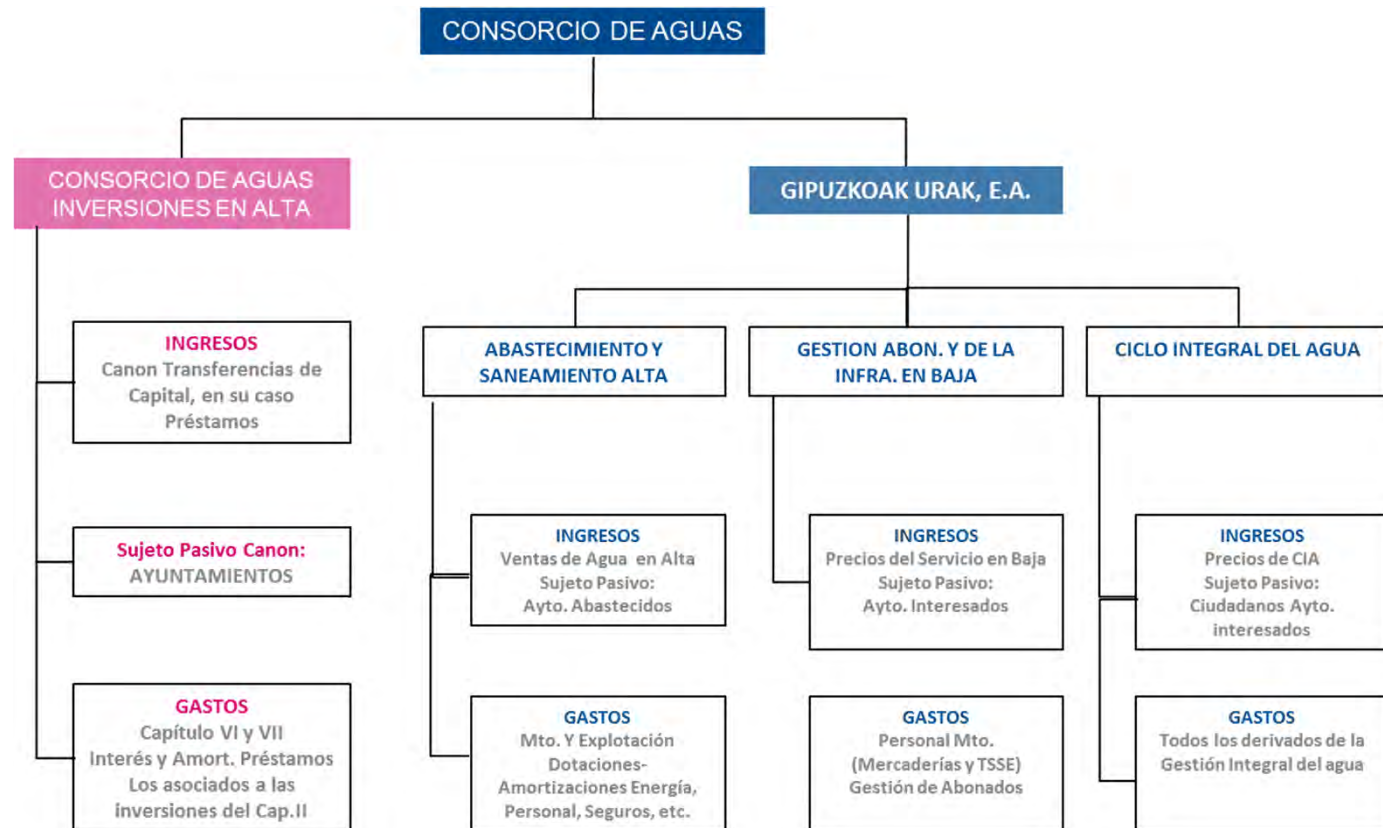 CONSORCIO DE AGUAS
CONSORCIO DE AGUAS
INVERSIONES EN ALTA
GIPUZKOAK URAK, E.A.
INGRESOS
Canon Transferencias de
Capital, en su caso
Préstamos
Sujeto Pasivo Canon:
AYUNTAMIENTOS
GASTOS
Capítulo VI y VII
Interés y Amort. Préstamos
Los asociados a las
inversiones del Cap.II
ABASTECIMIENTO Y
SANEAMIENTO ALTA
INGRESOS
Ventas de Agua en Alta
Sujeto Pasivo:
Ayto. Abastecidos
GASTOS
Mto. Y Explotación
Dotaciones-
Amortizaciones Energía,
Personal, Seguros, etc.
GESTION ABON. Y DE LA
INFRA. EN BAJA
INGRESOS
Precios del Servicio en Baja
Sujeto Pasivo:
Ayto. Interesados
GASTOS
Personal Mto.
(Mercaderías y TSSE)
Gestión de Abonados
CICLO INTEGRAL DEL AGUA
INGRESOS
Precios de CIA
Sujeto Pasivo:
Ciudadanos Ayto.
interesados
GASTOS
Todos los derivados de la
Gestión Integral del agua